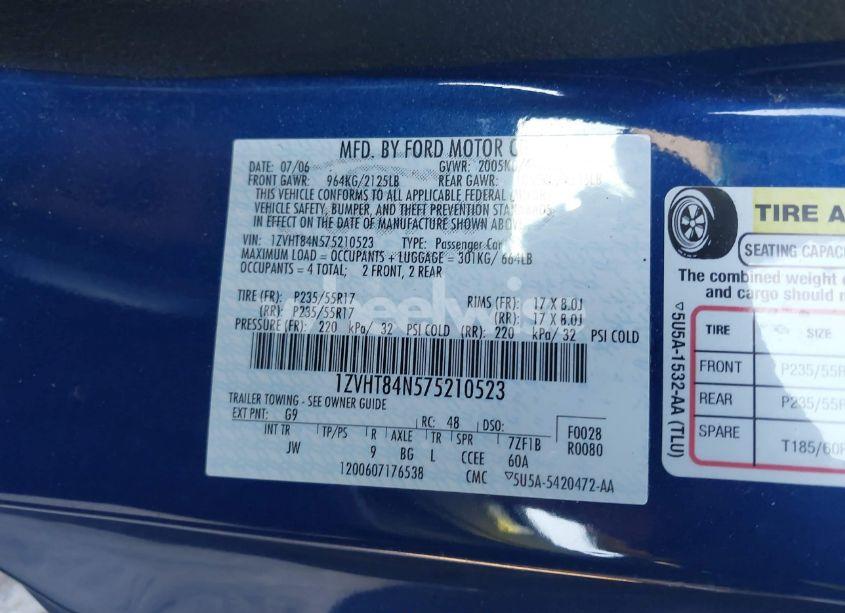 MFD. BY FORD MOTOR
DATE: 07/06 GVWR: 2005KG
FRONT GAWR: 964KG/2125LB REAR GAWR:
THIS VEHICLE CONFORMS TO ALL APPLICABLE FEDERAL
VEHICLE SAFETY, BUMPER, AND THEFT PREVENTION STANDARDS
IN EFFECT ON THE DATE OF MANUFACTURE SHOWN ABOVE
VIN: 1ZVHT84N575210523 TYPE: Passenger Car
MAXIMUM LOAD = OCCUPANTS + LUGGAGE = 301KG/ 664LB
OCCUPANTS = 4 TOTAL; 2 FRONT, 2 REAR
TIRE (FR): P235/55R17 RIMS (FR): 17 X 8.0J
(RR): P235/55R17 (RR): 17 X 8.0J
PRESSURE (FR): 220 kPa/ 32 PSI COLD (RR): 220 kPa/ 32 PSI COLD
1ZVHT84N575210523
TRAILER TOWING - SEE OWNER GUIDE
EXT PNT: G9 RC: 48 DSO: F0028
INT TR TP/PS R AXLE TR SPR 7ZF1B R0080
JW 9 BG L CCEE 60A
1200607176538 CMC ▽5U5A-5420472-AA
TIRE A
SEATING CAPAC
The combined weight
and cargo should
TIRE SIZE
FRONT P235/55R
REAR P235/55R
SPARE T185/60R
▽5U5A-1532-AA (TLU)